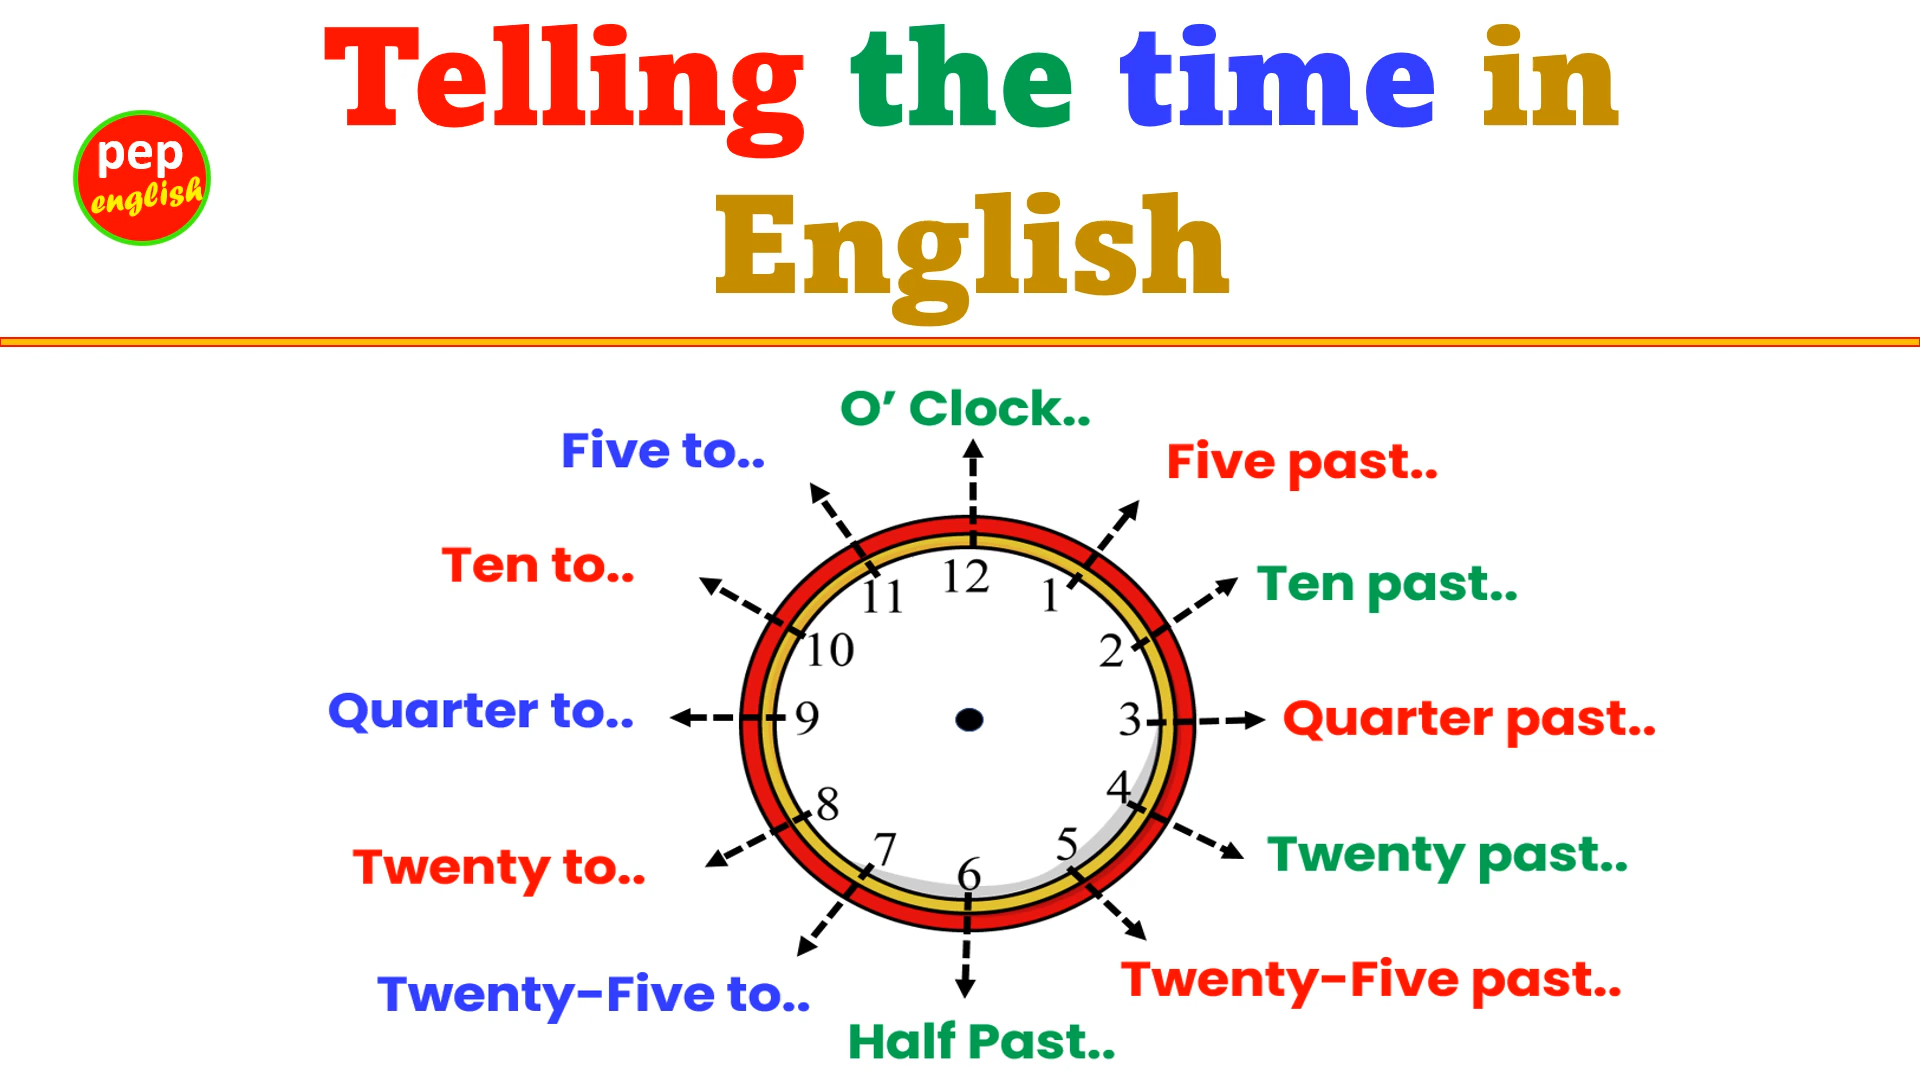 Telling the time in
English
pep
english
O’ Clock..
Five to..
Five past..
Ten to..
Ten past..
Quarter to..
Quarter past..
Twenty to..
Twenty past..
Twenty-Five to..
Twenty-Five past..
Half Past..
12
11
1
10
2
9
3
8
4
7
5
6